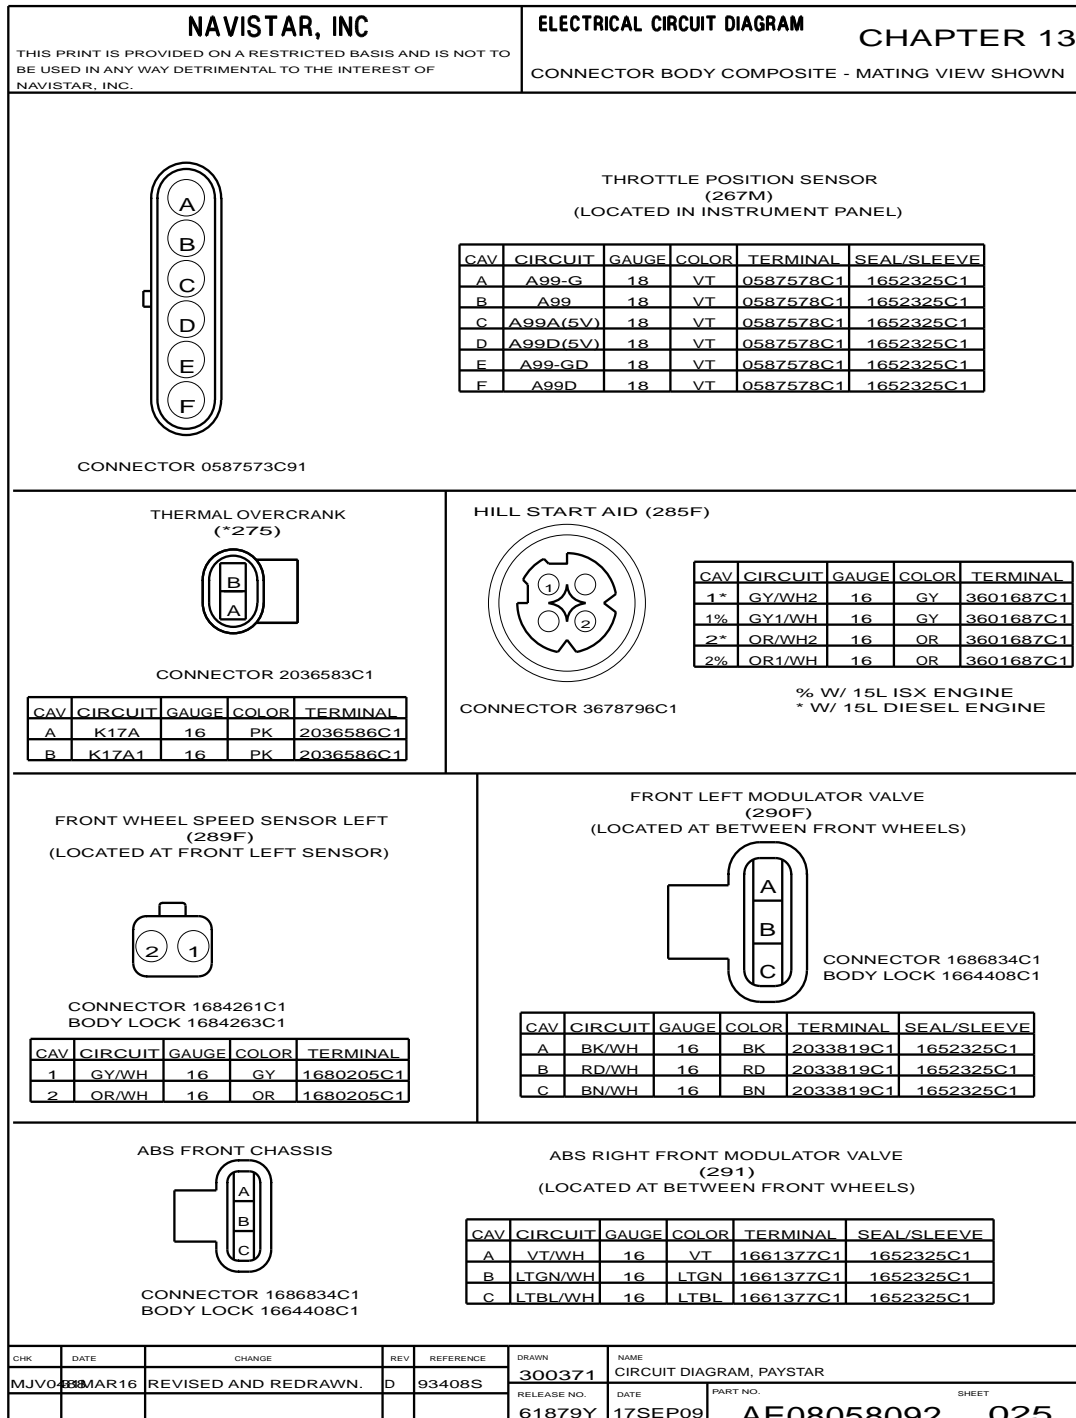 NAVISTAR, INC
THIS PRINT IS PROVIDED ON A RESTRICTED BASIS AND IS NOT TO
BE USED IN ANY WAY DETRIMENTAL TO THE INTEREST OF
NAVISTAR, INC.
ELECTRICAL CIRCUIT DIAGRAM
CHAPTER 13
CONNECTOR BODY COMPOSITE - MATING VIEW SHOWN
A
B
C
D
E
F
CONNECTOR 0587573C91
THROTTLE POSITION SENSOR
(267M)
(LOCATED IN INSTRUMENT PANEL)
CAV CIRCUIT GAUGE COLOR TERMINAL SEAL/SLEEVE
A A99-G 18 VT 0587578C1 1652325C1
B A99 18 VT 0587578C1 1652325C1
C A99A(5V) 18 VT 0587578C1 1652325C1
D A99D(5V) 18 VT 0587578C1 1652325C1
E A99-GD 18 VT 0587578C1 1652325C1
F A99D 18 VT 0587578C1 1652325C1
THERMAL OVERCRANK
(*275)
B
A
CONNECTOR 2036583C1
CAV CIRCUIT GAUGE COLOR TERMINAL
A K17A 16 PK 2036586C1
B K17A1 16 PK 2036586C1
HILL START AID (285F)
1
2
CONNECTOR 3678796C1
CAV CIRCUIT GAUGE COLOR TERMINAL
1* GY/WH2 16 GY 3601687C1
1% GY1/WH 16 GY 3601687C1
2* OR/WH2 16 OR 3601687C1
2% OR1/WH 16 OR 3601687C1
% W/ 15L ISX ENGINE
* W/ 15L DIESEL ENGINE
FRONT WHEEL SPEED SENSOR LEFT
(289F)
(LOCATED AT FRONT LEFT SENSOR)
2 1
CONNECTOR 1684261C1
BODY LOCK 1684263C1
CAV CIRCUIT GAUGE COLOR TERMINAL
1 GY/WH 16 GY 1680205C1
2 OR/WH 16 OR 1680205C1
FRONT LEFT MODULATOR VALVE
(290F)
(LOCATED AT BETWEEN FRONT WHEELS)
A
B
C
CONNECTOR 1686834C1
BODY LOCK 1664408C1
CAV CIRCUIT GAUGE COLOR TERMINAL SEAL/SLEEVE
A BK/WH 16 BK 2033819C1 1652325C1
B RD/WH 16 RD 2033819C1 1652325C1
C BN/WH 16 BN 2033819C1 1652325C1
ABS FRONT CHASSIS
A
B
C
CONNECTOR 1686834C1
BODY LOCK 1664408C1
ABS RIGHT FRONT MODULATOR VALVE
(291)
(LOCATED AT BETWEEN FRONT WHEELS)
CAV CIRCUIT GAUGE COLOR TERMINAL SEAL/SLEEVE
A VT/WH 16 VT 1661377C1 1652325C1
B LTGN/WH 16 LTGN 1661377C1 1652325C1
C LTBL/WH 16 LTBL 1661377C1 1652325C1
CHK DATE CHANGE REV REFERENCE
REVISED AND REDRAWN. D 93408S
DRAWN
300371
NAME
CIRCUIT DIAGRAM, PAYSTAR
RELEASE NO.
61879Y
DATE
17SEP09
PART NO.
AE08058092
SHEET
025